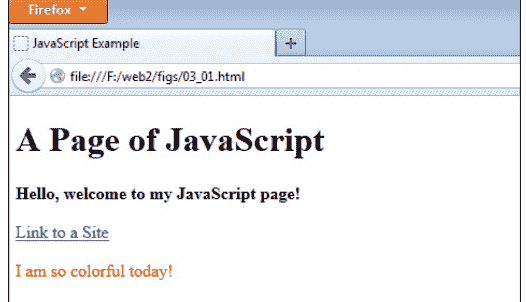 Firefox
JavaScript Example
file:///F:/web2/figs/03_01.html
A Page of JavaScript
Hello, welcome to my JavaScript page!
Link to a Site
I am so colorful today!